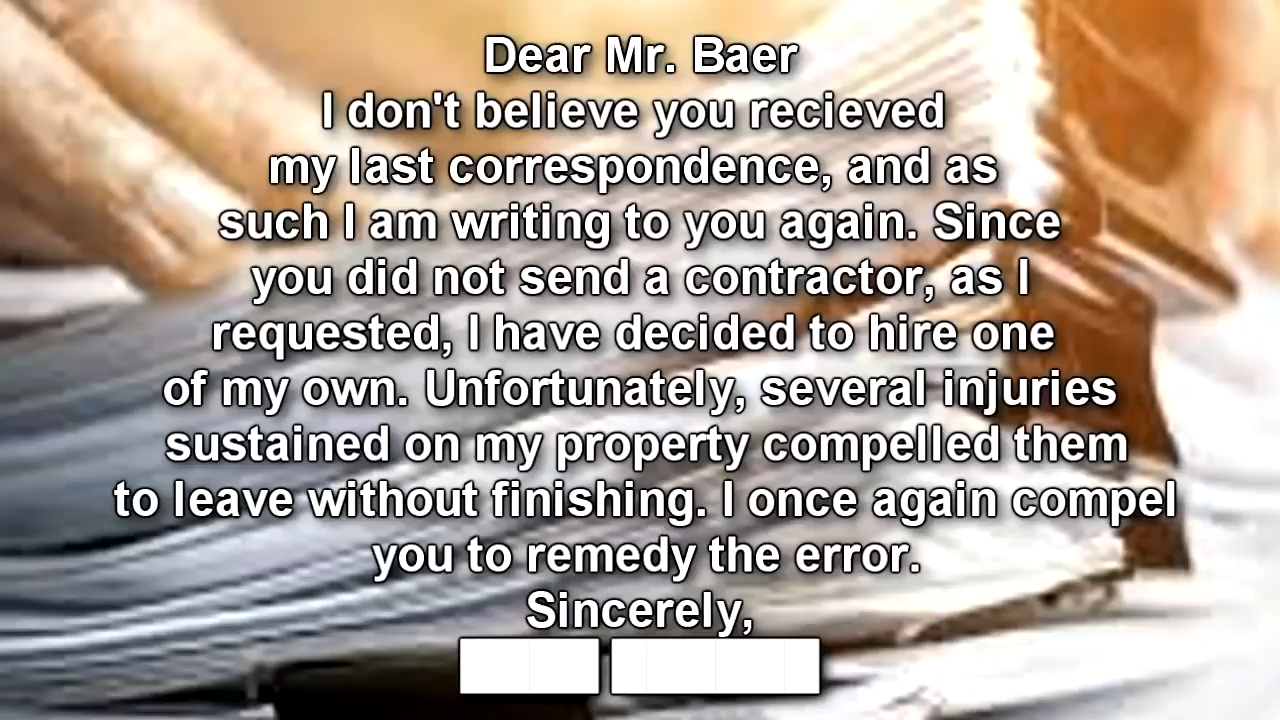 Dear Mr. Baer
I don't believe you recieved
my last correspondence, and as
such I am writing to you again. Since
you did not send a contractor, as I
requested, I have decided to hire one
of my own. Unfortunately, several injuries
sustained on my property compelled them
to leave without finishing. I once again compel
you to remedy the error.
Sincerely,